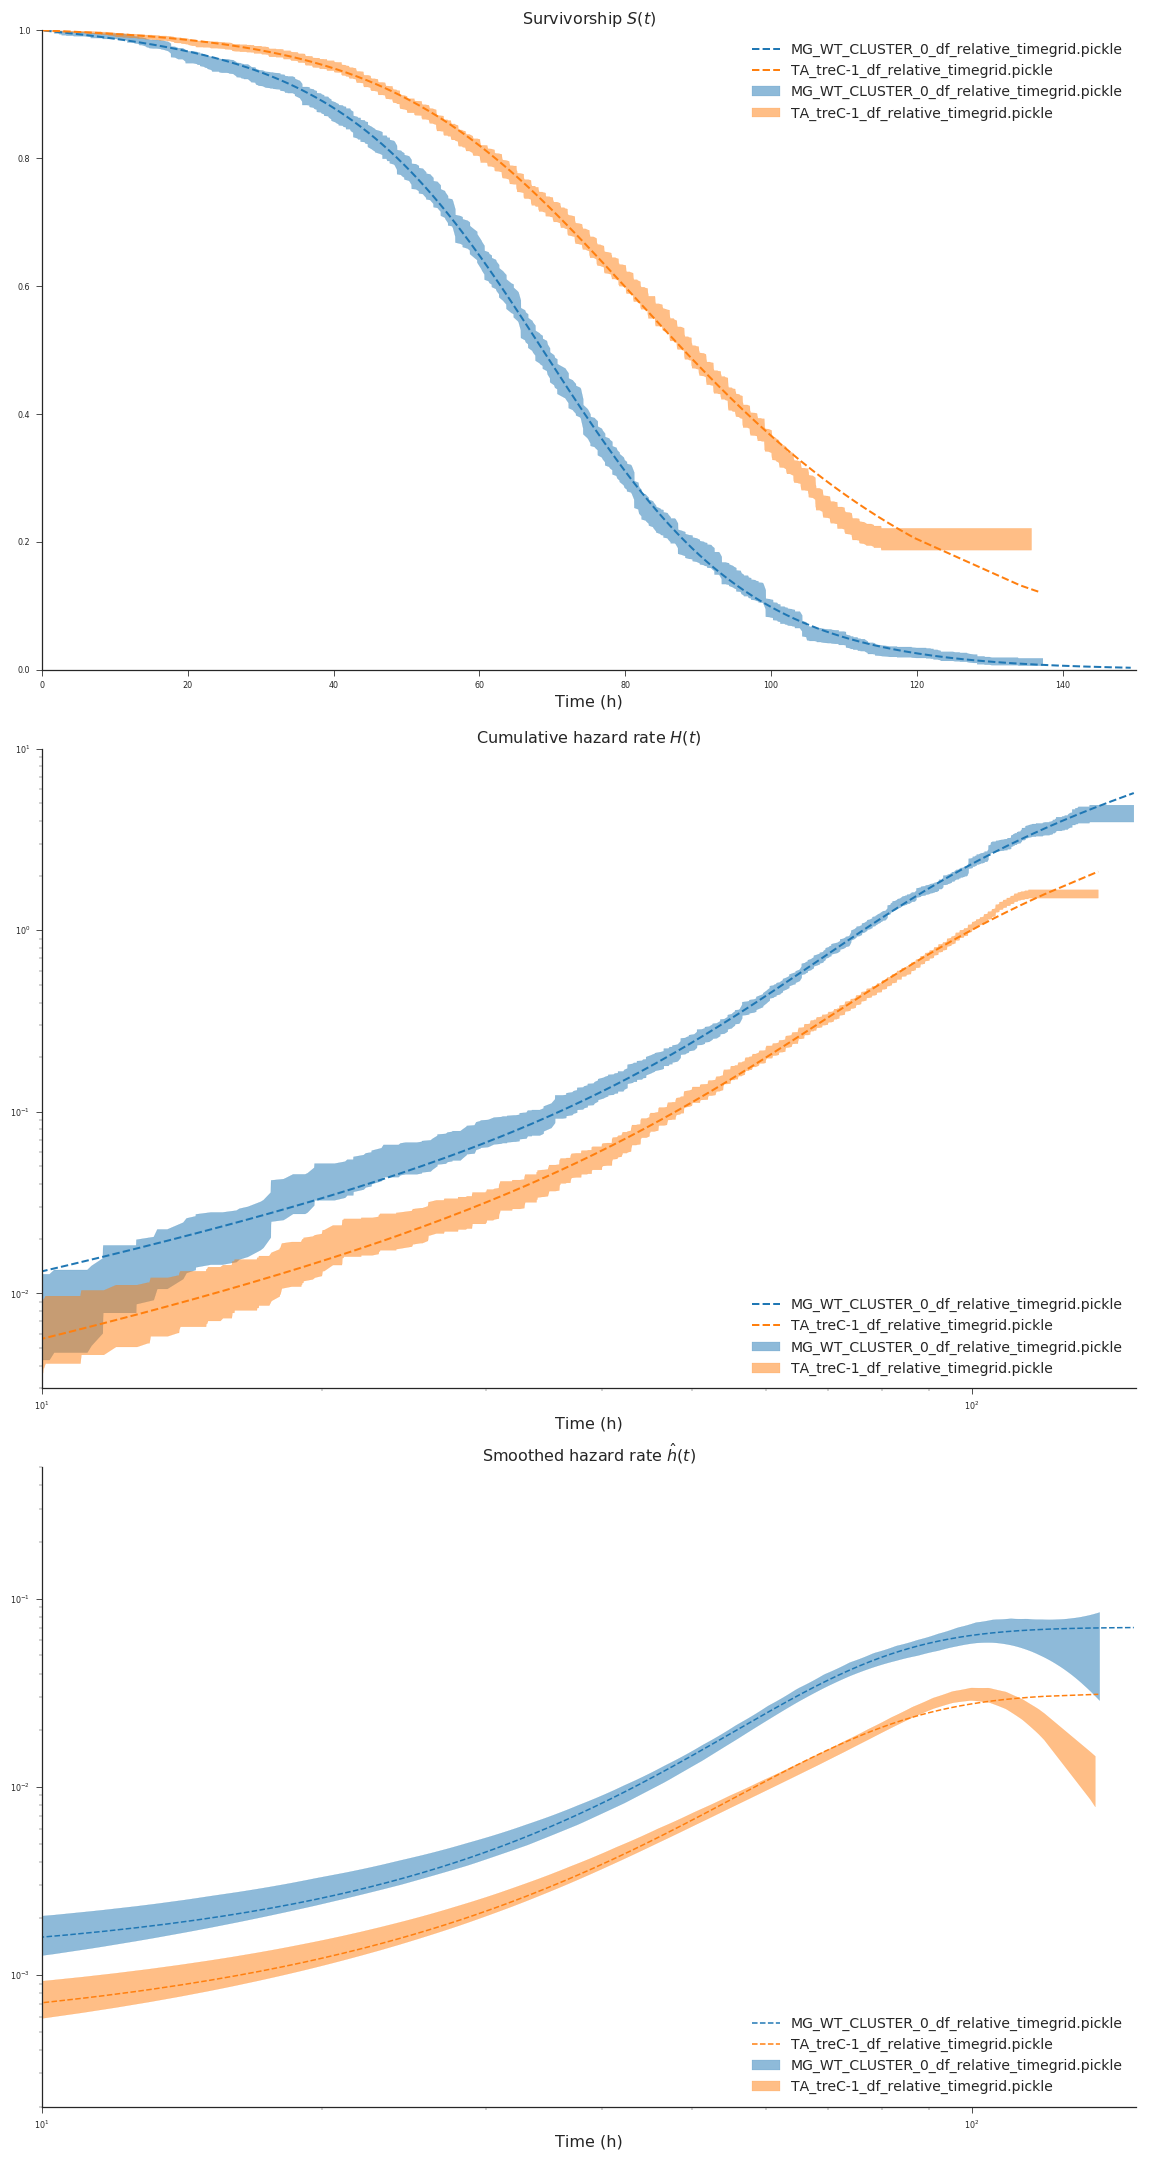 Survivorship S(t)
1.0
0.8
0.6
0.4
0.2
0.0
MG_WT_CLUSTER_0_df_relative_timegrid.pickle
TA_treC-1_df_relative_timegrid.pickle
MG_WT_CLUSTER_0_df_relative_timegrid.pickle
TA_treC-1_df_relative_timegrid.pickle
0 20 40 60 80 100 120 140
Time (h)
Cumulative hazard rate H(t)
10¹
10⁰
10⁻¹
10⁻²
MG_WT_CLUSTER_0_df_relative_timegrid.pickle
TA_treC-1_df_relative_timegrid.pickle
MG_WT_CLUSTER_0_df_relative_timegrid.pickle
TA_treC-1_df_relative_timegrid.pickle
10¹ 10²
Time (h)
Smoothed hazard rate ĥ(t)
10⁻¹
10⁻²
10⁻³
MG_WT_CLUSTER_0_df_relative_timegrid.pickle
TA_treC-1_df_relative_timegrid.pickle
MG_WT_CLUSTER_0_df_relative_timegrid.pickle
TA_treC-1_df_relative_timegrid.pickle
10¹ 10²
Time (h)